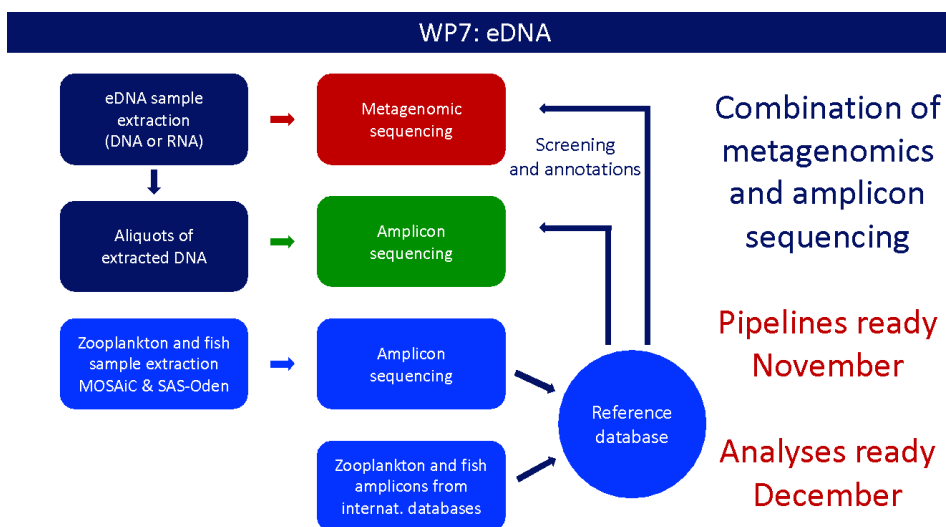 WP7: eDNA
eDNA sample
extraction
(DNA or RNA)
Metagenomic
sequencing
Screening
and annotations
Aliquots of
extracted DNA
Amplicon
sequencing
Zooplankton and fish
sample extraction
MOSAiC & SAS-Oden
Amplicon
sequencing
Reference
database
Zooplankton and fish
amplicons from
internat. databases
Combination of
metagenomics
and amplicon
sequencing
Pipelines ready
November
Analyses ready
December